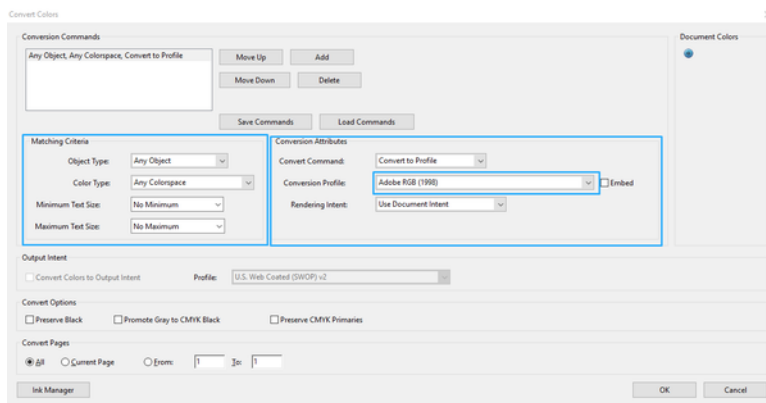 Convert Colors
Conversion Commands
Document Colors
Any Object, Any Colorspace, Convert to Profile
Move Up
Add
Move Down
Delete
Save Commands
Load Commands
Matching Criteria
Conversion Attributes
Object Type: Any Object
Convert Command: Convert to Profile
Color Type: Any Colorspace
Conversion Profile: Adobe RGB (1998)
Embed
Minimum Text Size: No Minimum
Rendering Intent: Use Document Intent
Maximum Text Size: No Maximum
Output Intent
Convert Colors to Output Intent
Profile: U.S. Web Coated (SWOP) v2
Convert Options
Preserve Black
Promote Gray to CMYK Black
Preserve CMYK Primaries
Convert Pages
All
Current Page
From: 1 To: 1
Ink Manager
OK
Cancel